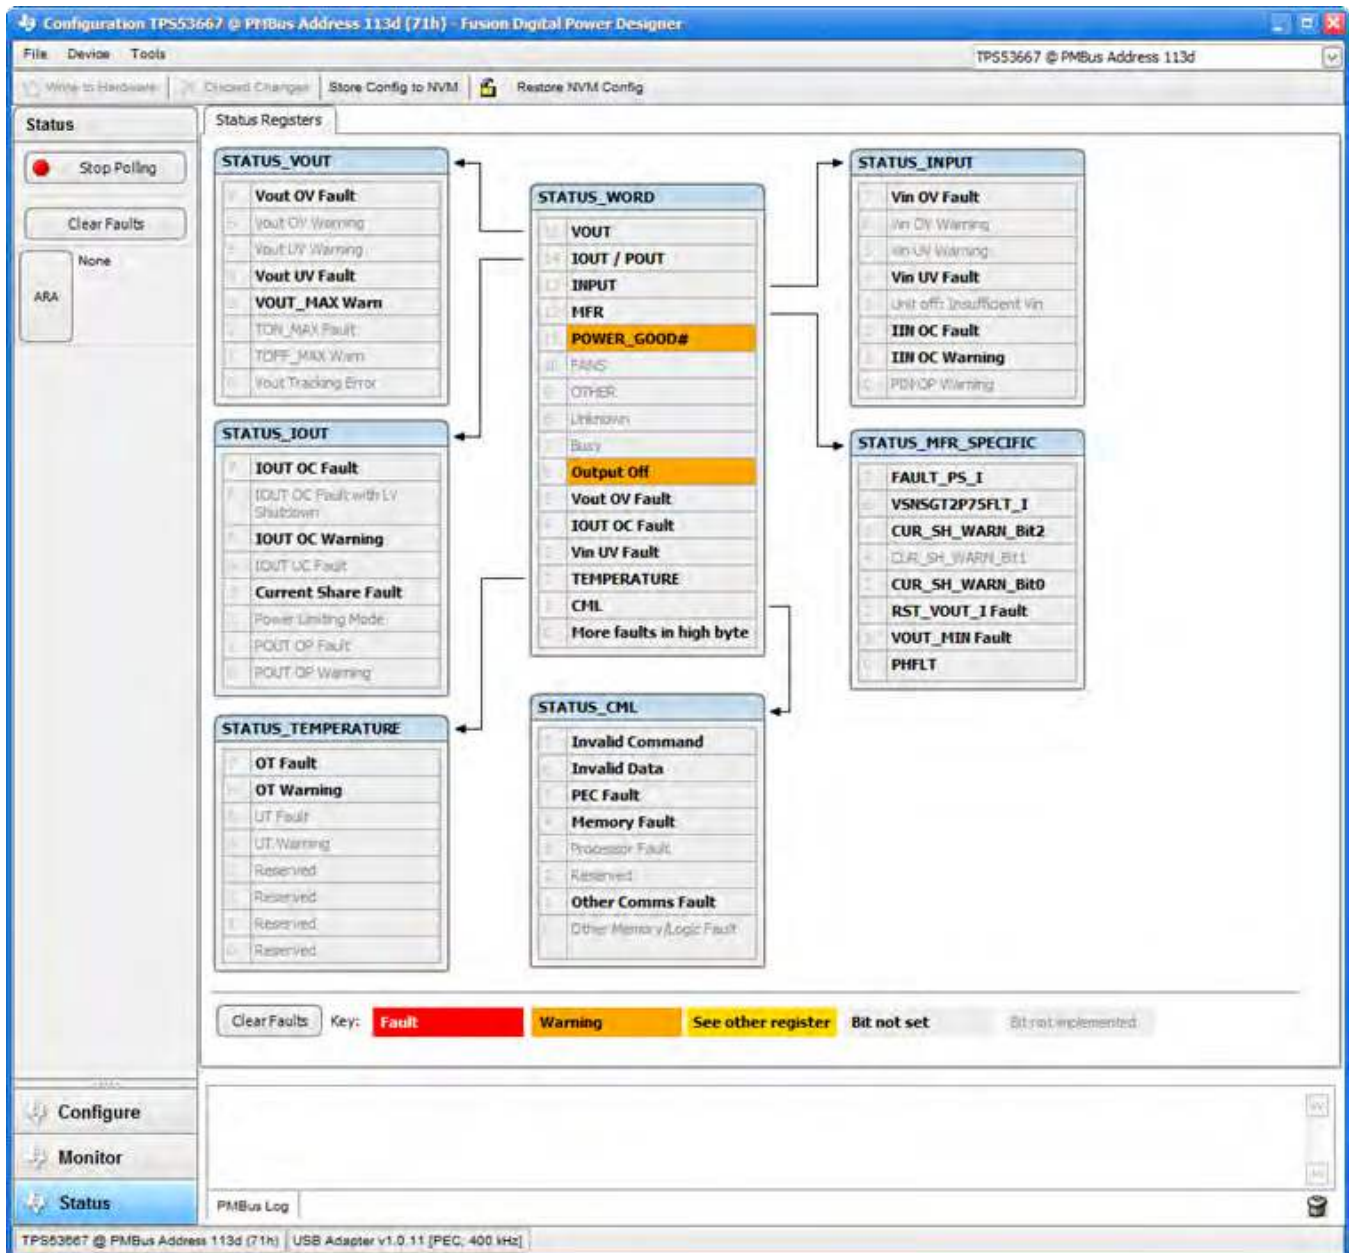 Configuration TPS53667 @ PMBus Address 113d (71h) - Fusion Digital Power Designer
File Device Tools
TPS53667 @ PMBus Address 113d
Write to Hardware Discard Changes Store Config to NVM Restore NVM Config
Status
Stop Polling
Clear Faults
ARA
None
Status Registers
STATUS_VOUT
Vout OV Fault
Vout OV Warning
Vout UV Warning
Vout UV Fault
VOUT_MAX Warn
TON_MAX Fault
TOFF_MAX Warn
Vout Tracking Error
STATUS_IOUT
IOUT OC Fault
IOUT OC Fault with LV
Shutdown
IOUT OC Warning
IOUT UC Fault
Current Share Fault
Power Limiting Mode
POUT OP Fault
POUT OP Warning
STATUS_TEMPERATURE
OT Fault
OT Warning
UT Fault
UT Warning
Reserved
Reserved
Reserved
Reserved
STATUS_WORD
VOUT
14 IOUT / POUT
INPUT
MFR
POWER_GOOD#
10 FANS
OTHER
Unknown
Busy
Output Off
Vout OV Fault
IOUT OC Fault
Vin UV Fault
TEMPERATURE
CML
More faults in high byte
STATUS_CML
Invalid Command
Invalid Data
PEC Fault
Memory Fault
Processor Fault
Reserved
Other Comms Fault
Other Memory/Logic Fault
STATUS_INPUT
Vin OV Fault
Vin OV Warning
Vin UV Warning
Vin UV Fault
Unit off: Insufficient Vin
IIN OC Fault
IIN OC Warning
PIN OP Warning
STATUS_MFR_SPECIFIC
FAULT_PS_I
VSNSGT2P75FLT_I
CUR_SH_WARN_Bit2
CUR_SH_WARN_Bit1
CUR_SH_WARN_Bit0
RST_VOUT_I Fault
VOUT_MIN Fault
PHFLT
Clear Faults Key: Fault Warning See other register Bit not set Bit not implemented
Configure
Monitor
Status
PMBus Log
TPS53667 @ PMBus Address 113d (71h) USB Adapter v1.0.11 [PEC, 400 kHz]